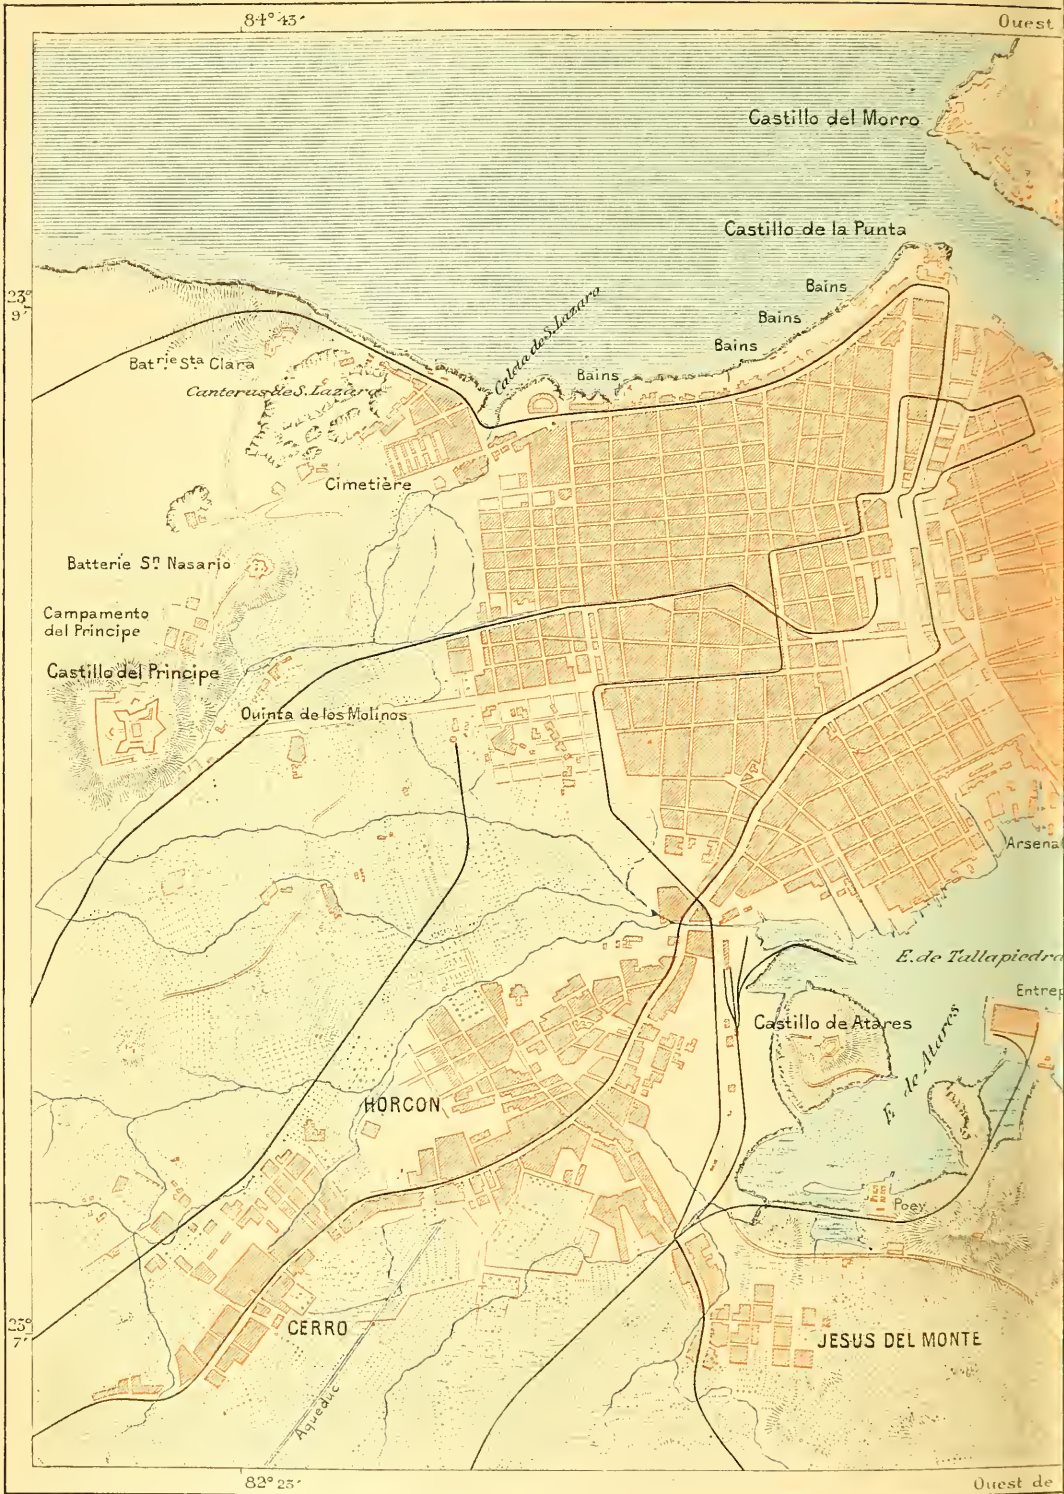 84° 43'
Ouest
Castillo del Morro
Castillo de la Punta
Bains
23°
9'
Caleta de S. Lazaro
Bains
Bains
Batrie Sta Clara
Bains
Canteras de S. Lazaro
Cimetière
Batterie Sn Nasario
Campamento
del Principe
Castillo del Principe
Quinta de los Molinos
Arsenal
E. de Tallapiedra
Entrep
Castillo de Atares
E. de Atares
HORCON
Poey
23°
7'
CERRO
JESUS DEL MONTE
Aqueduc
82° 25'
Ouest de